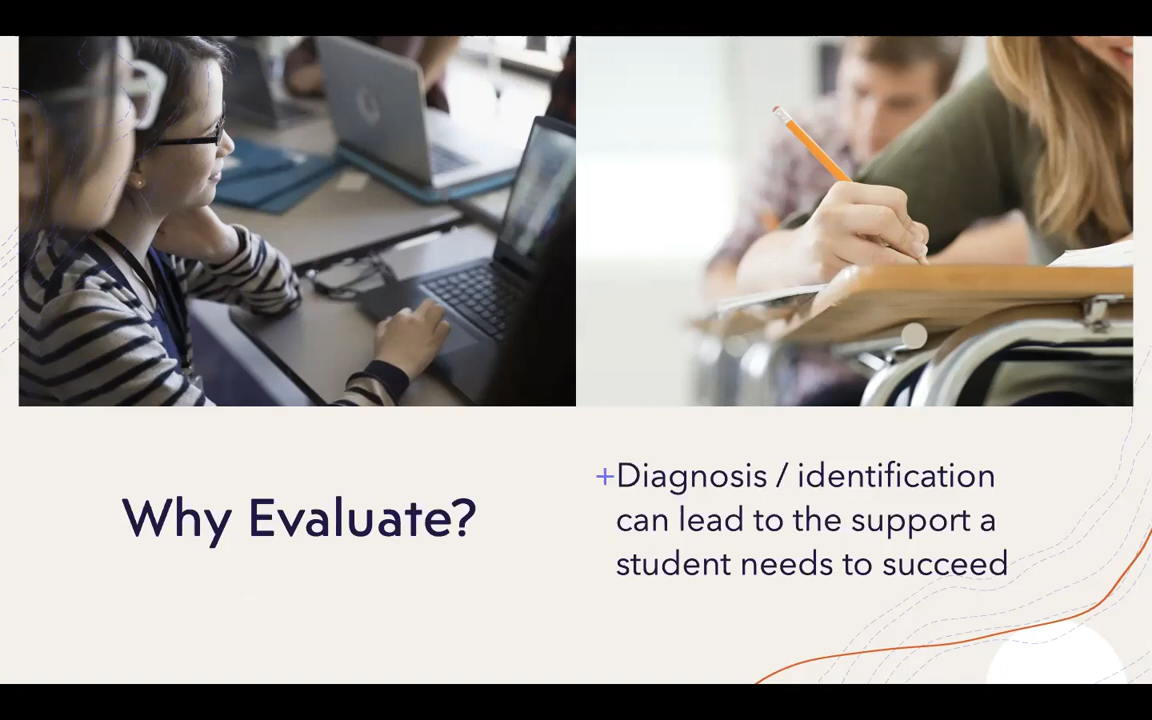 Why Evaluate?
+Diagnosis / identification
can lead to the support a
student needs to succeed